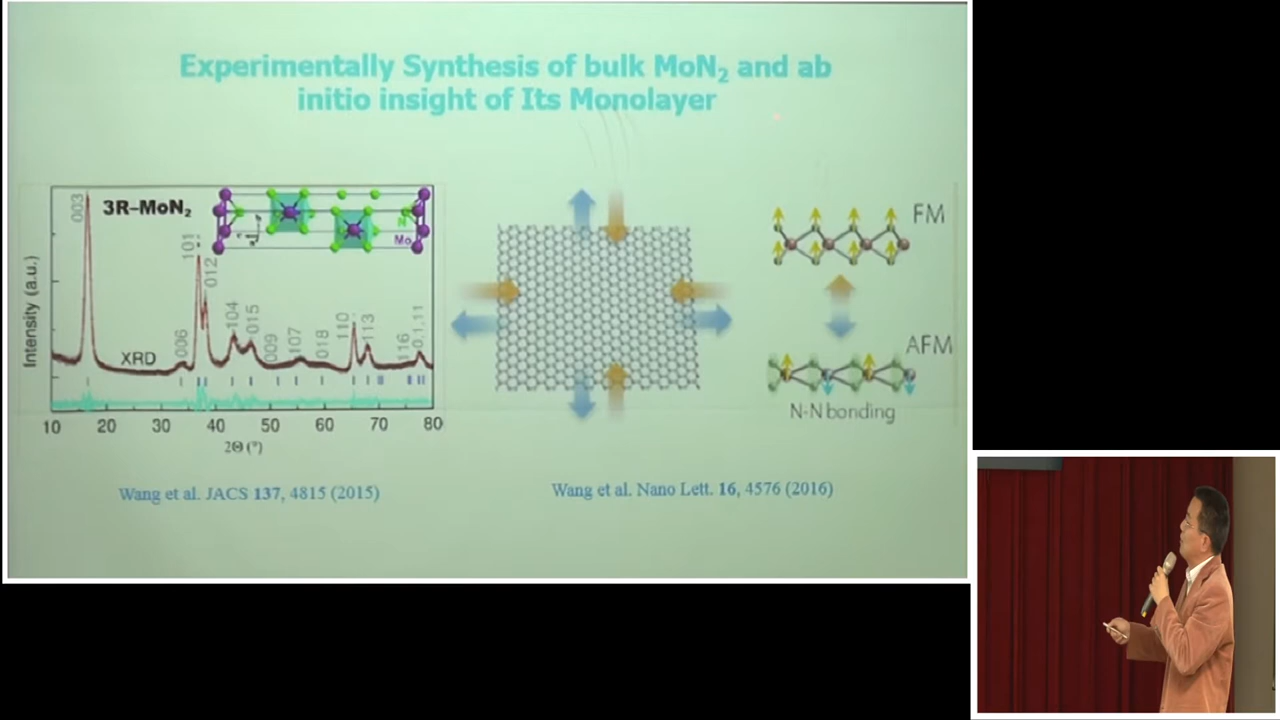 Experimentally Synthesis of bulk MoN₂ and ab
initio insight of Its Monolayer
3R–MoN₂
003
101
012
006
104
015
009
107
018
110
113
116
0,1,11
N
Mo
XRD
Intensity (a.u.)
10 20 30 40 50 60 70 80
2Θ (°)
FM
AFM
N-N bonding
Wang et al. JACS 137, 4815 (2015)
Wang et al. Nano Lett. 16, 4576 (2016)